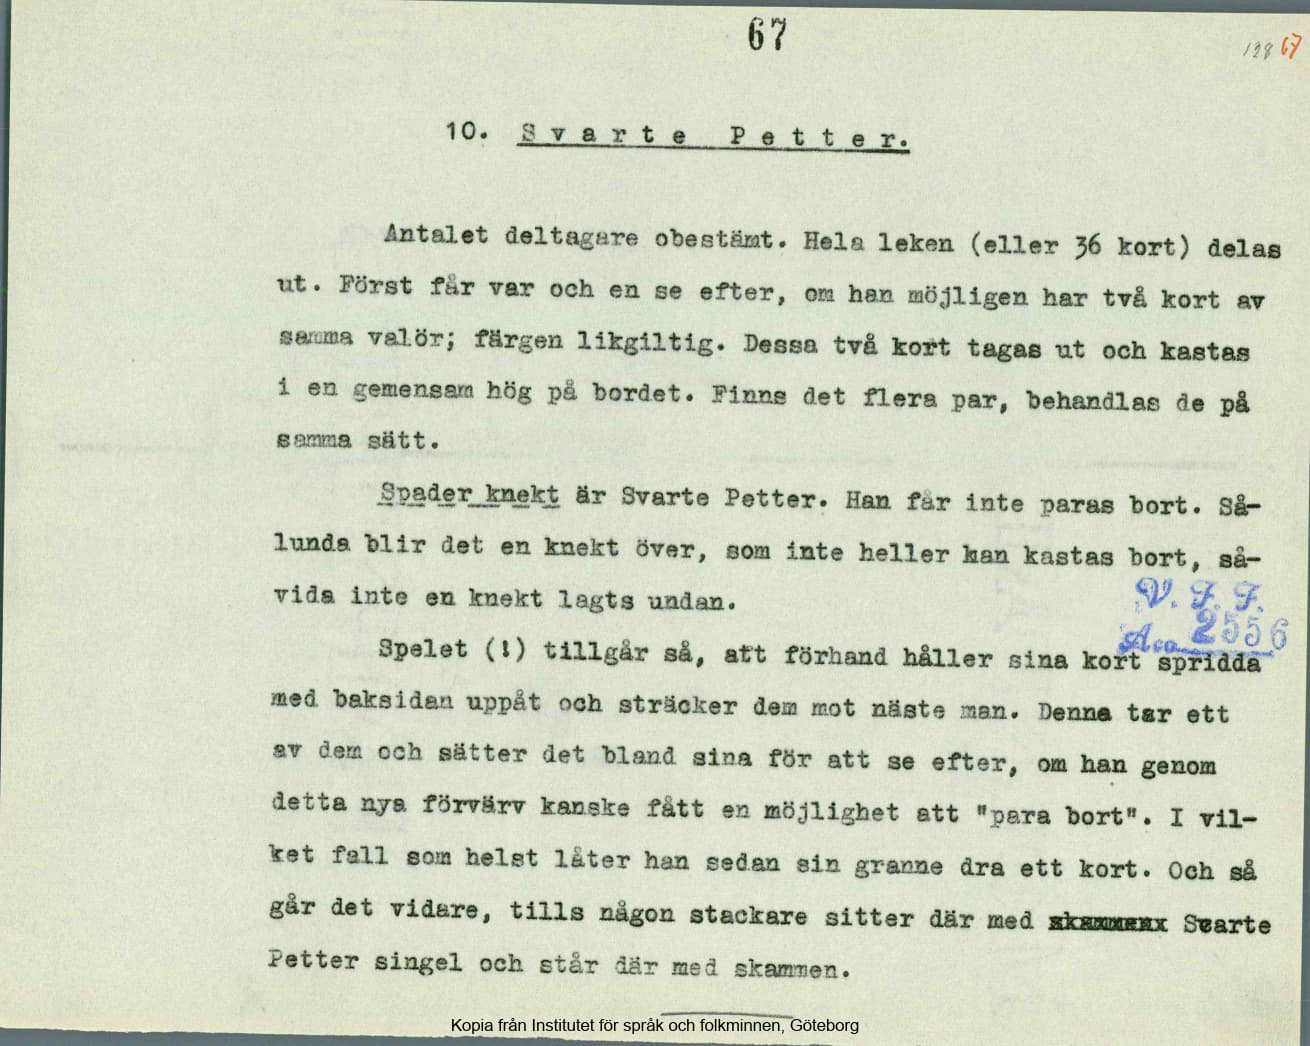 67
128 67
10. Svarte Petter.
Antalet deltagare obestämt. Hela leken (eller 36 kort) delas
ut. Först får var och en se efter, om han möjligen har två kort av
samma valör; färgen likgiltig. Dessa två kort tagas ut och kastas
i en gemensam hög på bordet. Finns det flera par, behandlas de på
samma sätt.
Spader knekt är Svarte Petter. Han får inte paras bort. Så-
lunda blir det en knekt över, som inte heller kan kastas bort, så-
vida inte en knekt lagts undan.
V. F. F.
Acc. 2556
Spelet (!) tillgår så, att förhand håller sina kort spridda
med baksidan uppåt och sträcker dem mot näste man. Denne tar ett
av dem och sätter det bland sina för att se efter, om han genom
detta nya förvärv kanske fått en möjlighet att "para bort". I vil-
ket fall som helst låter han sedan sin granne dra ett kort. Och så
går det vidare, tills någon stackare sitter där med skammen Svarte
Petter singel och står där med skammen.
Kopia från Institutet för språk och folkminnen, Göteborg